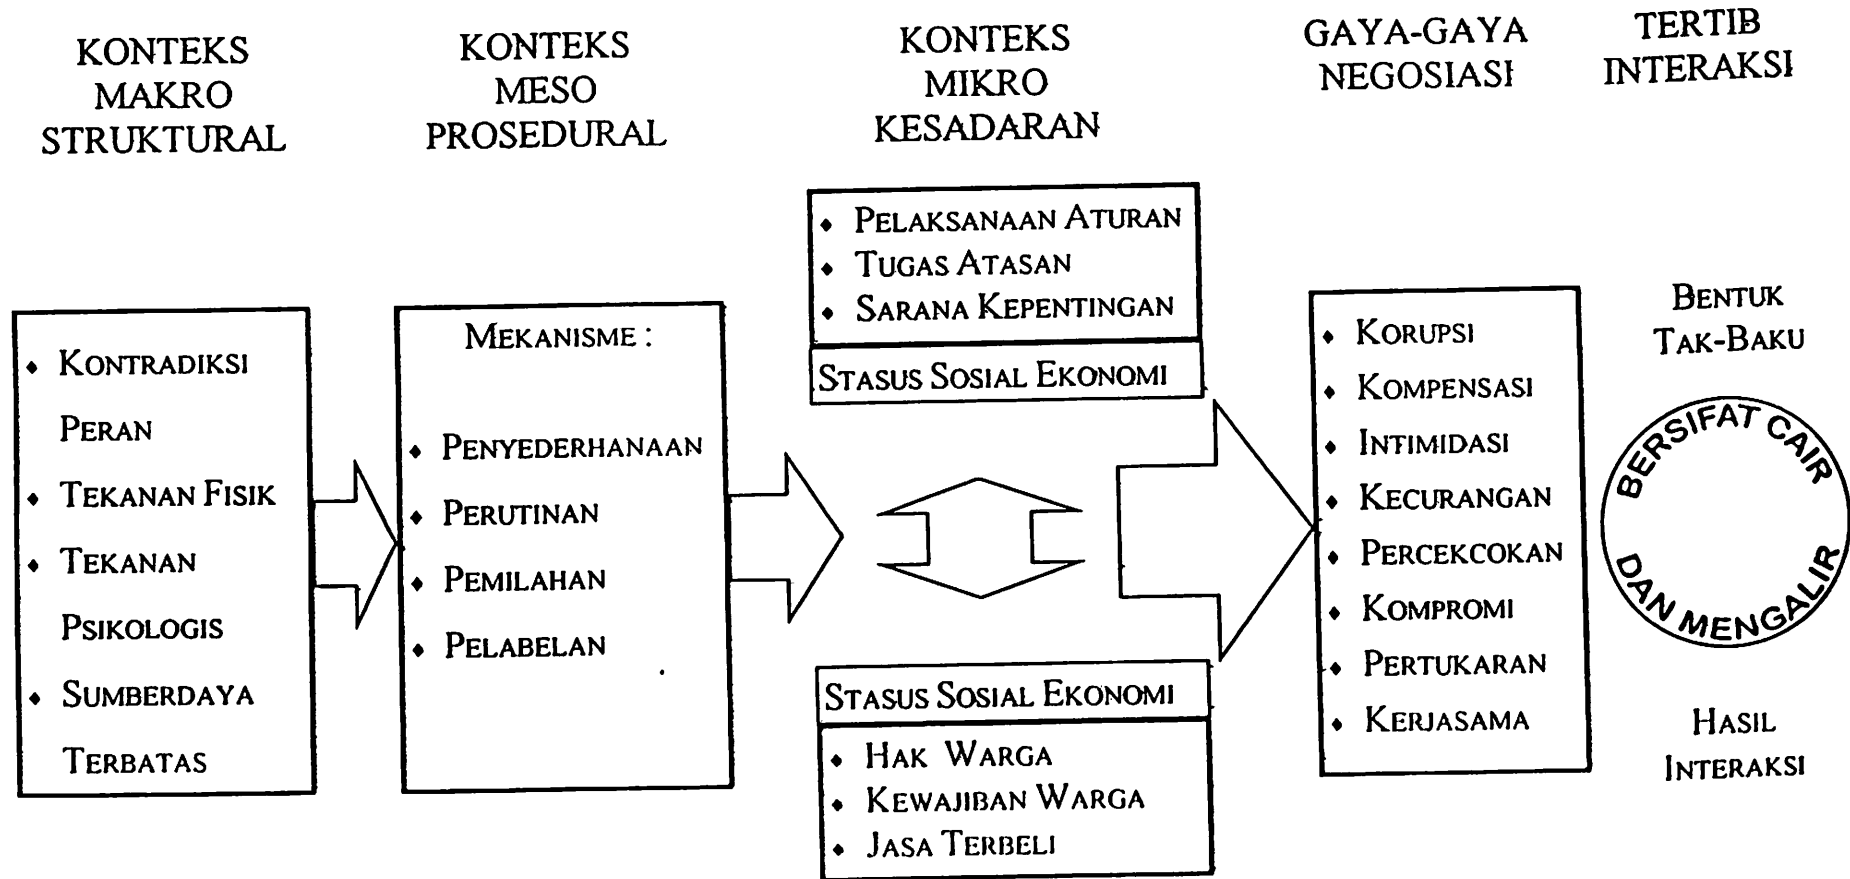 KONTEKS
MAKRO
STRUKTURAL
KONTEKS
MESO
PROSEDURAL
KONTEKS
MIKRO
KESADARAN
GAYA-GAYA
NEGOSIASI
TERTIB
INTERAKSI
• KONTRADIKSI
PERAN
• TEKANAN FISIK
• TEKANAN
PSIKOLOGIS
• SUMBERDAYA
TERBATAS
MEKANISME :
• PENYEDERHANAAN
• PERUTINAN
• PEMILAHAN
• PELABELAN
• PELAKSANAAN ATURAN
• TUGAS ATASAN
• SARANA KEPENTINGAN
STASUS SOSIAL EKONOMI
STASUS SOSIAL EKONOMI
• HAK WARGA
• KEWAJIBAN WARGA
• JASA TERBELI
• KORUPSI
• KOMPENSASI
• INTIMIDASI
• KECURANGAN
• PERCEKCOKAN
• KOMPROMI
• PERTUKARAN
• KERJASAMA
BENTUK
TAK-BAKU
BERSIFAT CAIR
DAN MENGALIR
HASIL
INTERAKSI